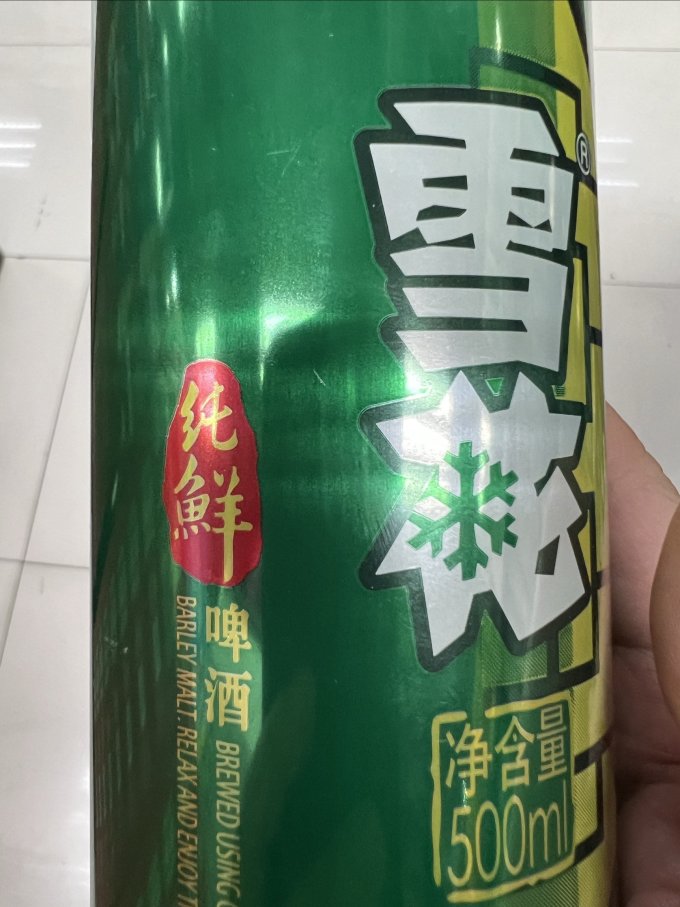 雪花
®
纯鲜
啤酒
BREWED USING
BARLEY MALT. RELAX AND ENJOY
净含量
500ml